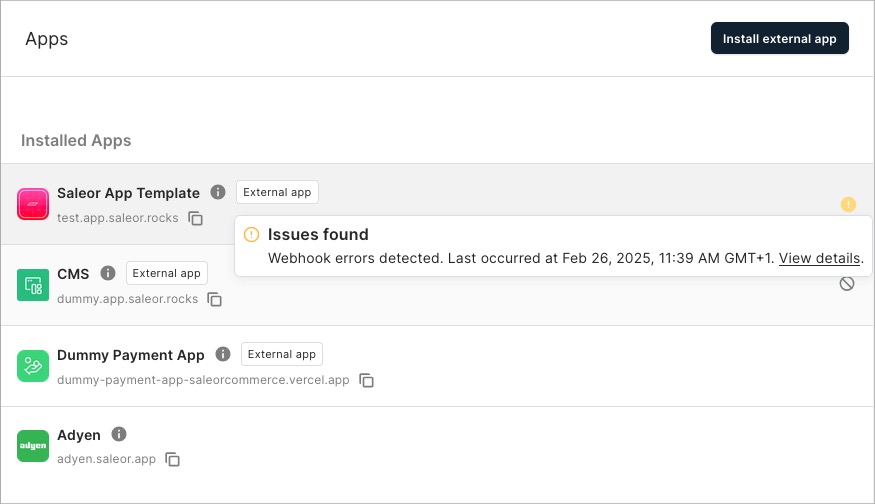 Apps
Install external app
Installed Apps
Saleor App Template
External app
test.app.saleor.rocks
Issues found
Webhook errors detected. Last occurred at Feb 26, 2025, 11:39 AM GMT+1. View details.
CMS
External app
dummy.app.saleor.rocks
Dummy Payment App
External app
dummy-payment-app-saleorcommerce.vercel.app
adyen
Adyen
adyen.saleor.app